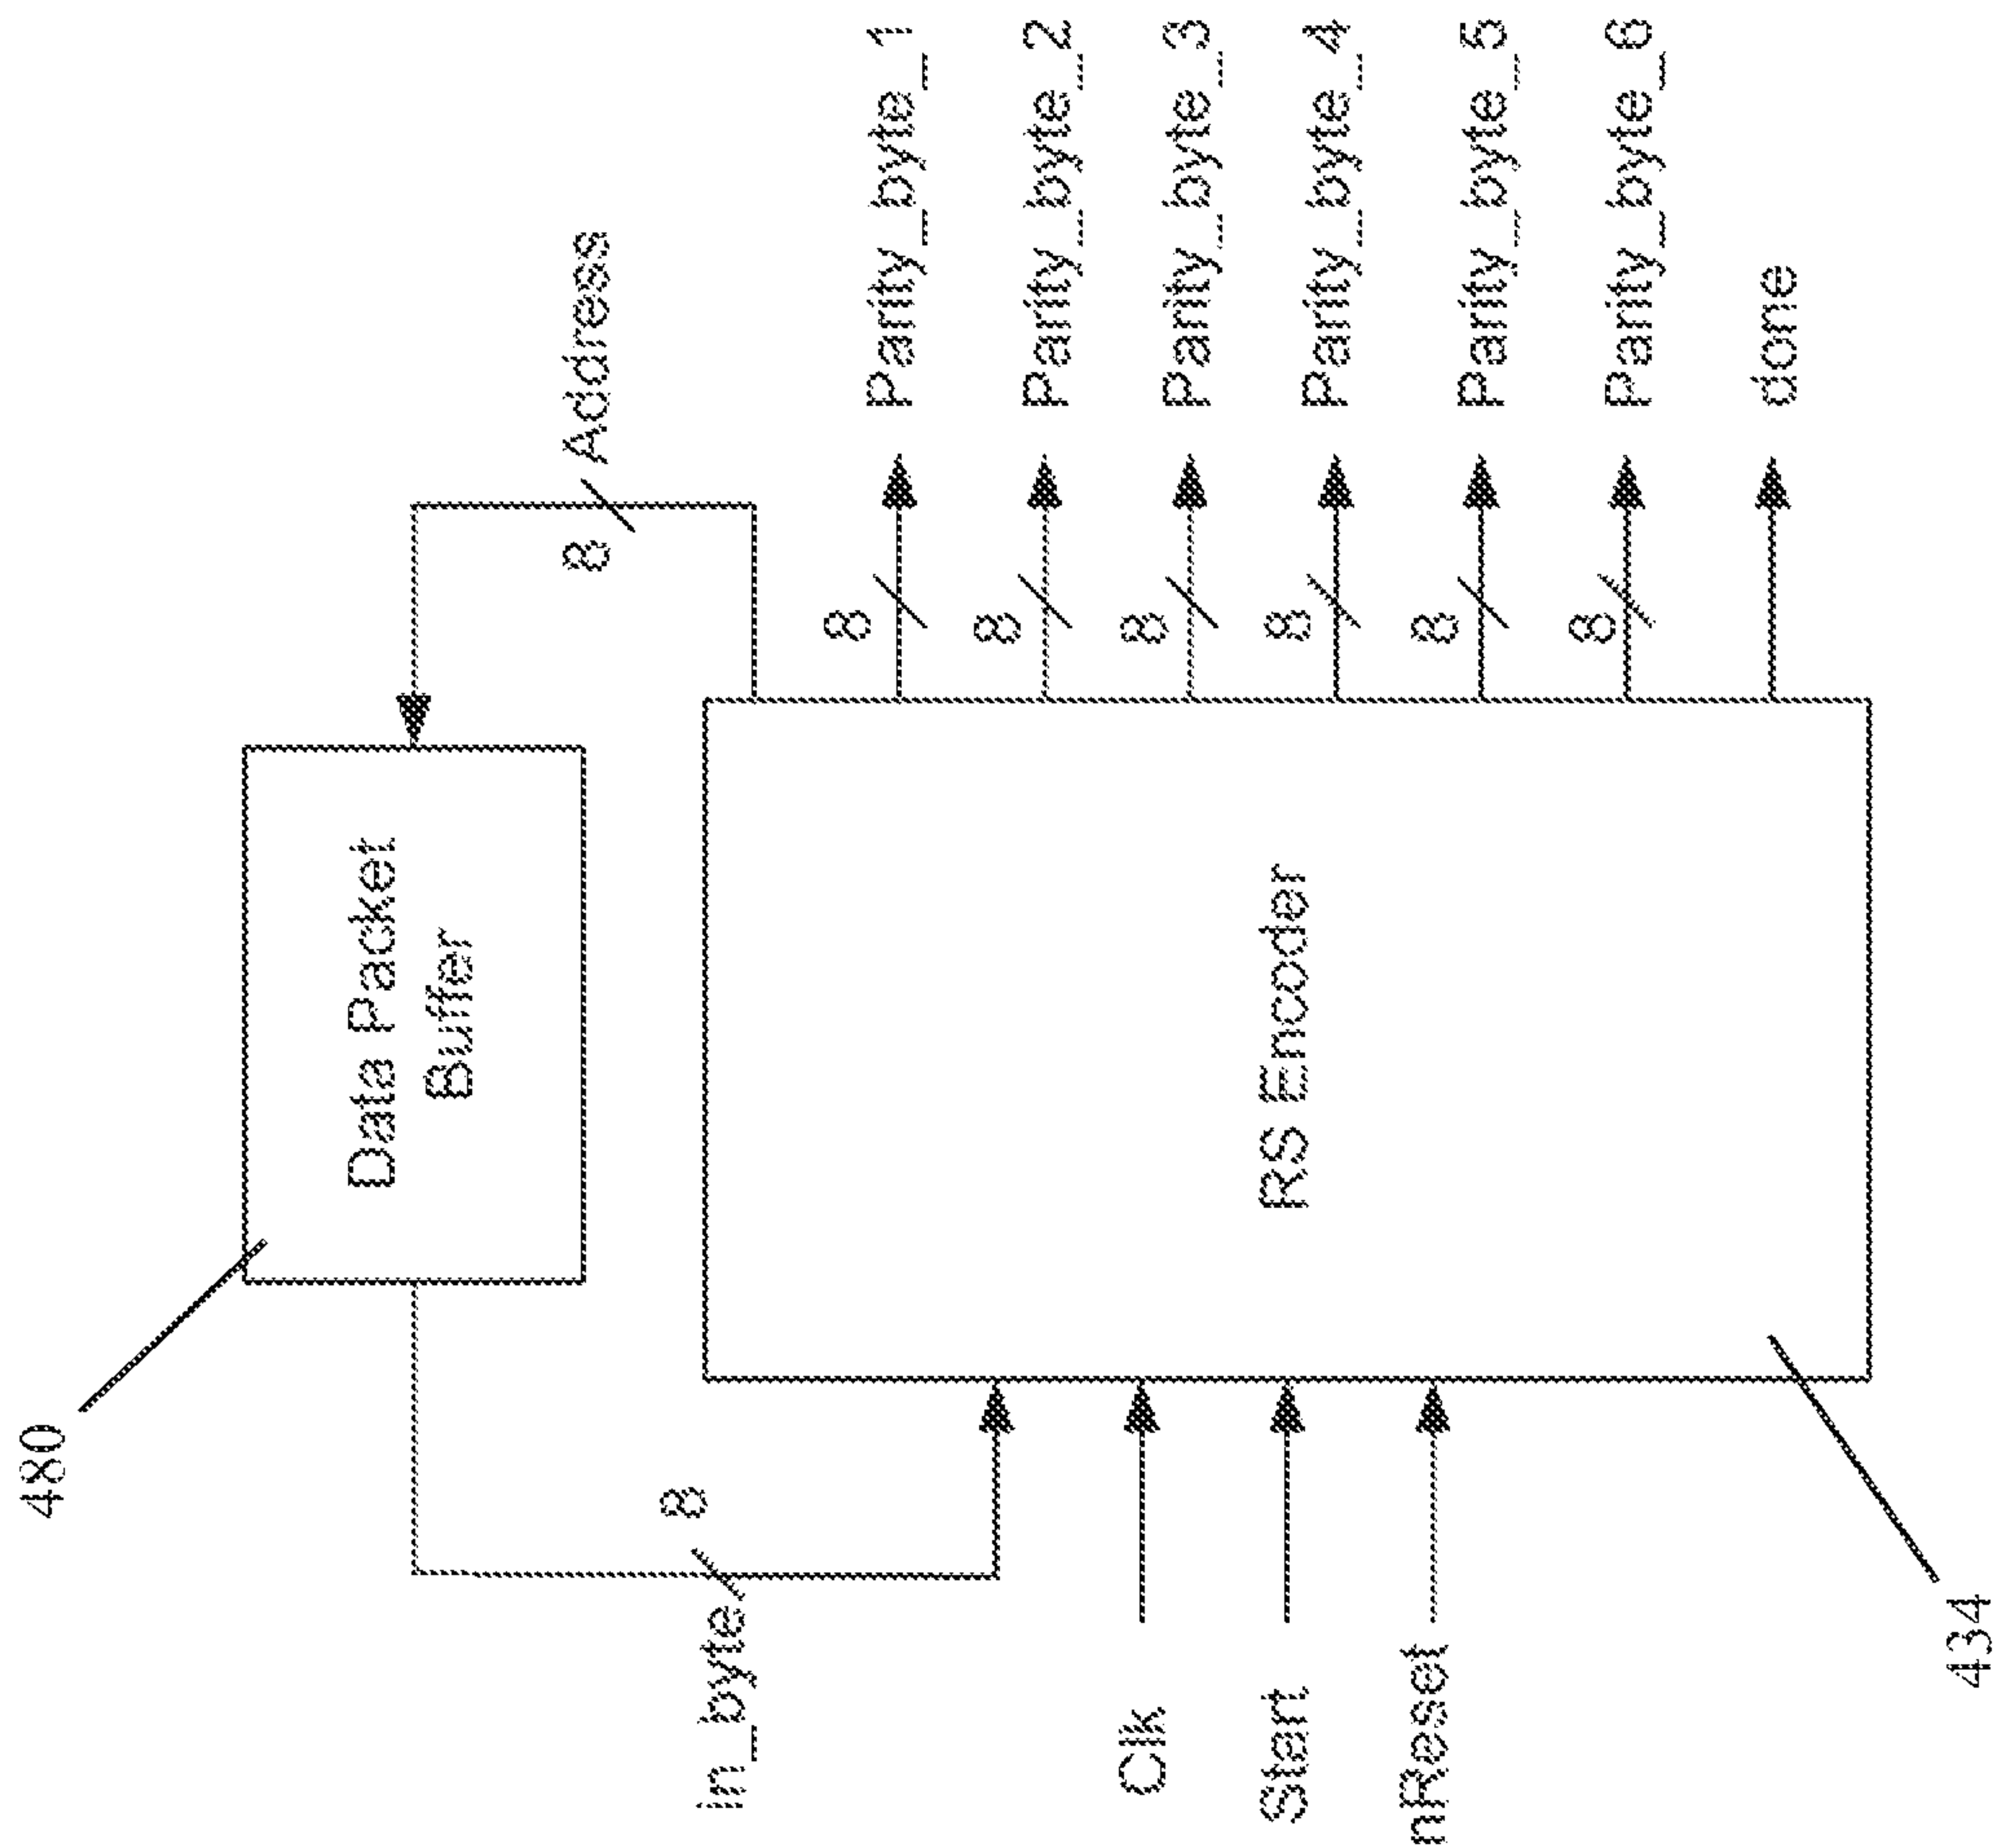 480
Data Packet
Buffer
8
Address
in_byte
8
Clk
Start
nReset
RS Encoder
434
8
Parity_byte_1
8
Parity_byte_2
8
Parity_byte_3
8
Parity_byte_4
8
Parity_byte_5
8
Parity_byte_6
done